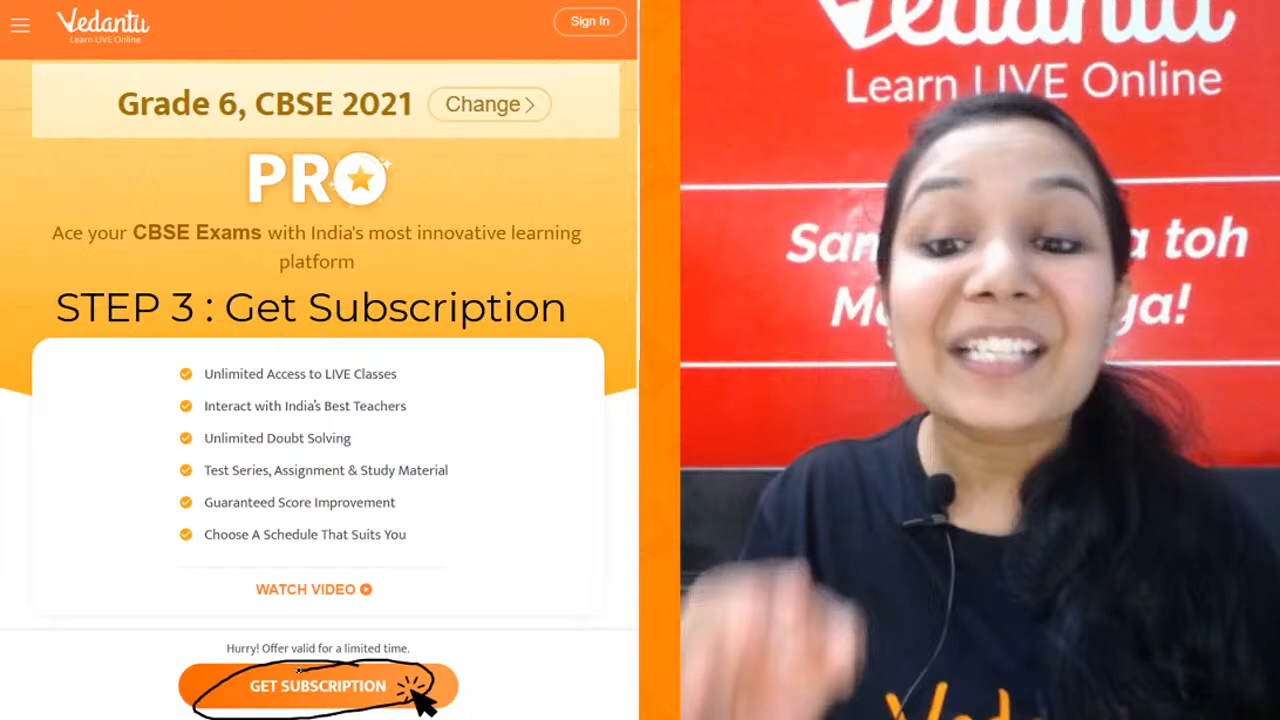 Vedantu
Learn LIVE Online
Sign In
Grade 6, CBSE 2021
Change
PRO
Ace your CBSE Exams with India's most innovative learning
platform
STEP 3 : Get Subscription
Unlimited Access to LIVE Classes
Interact with India's Best Teachers
Unlimited Doubt Solving
Test Series, Assignment & Study Material
Guaranteed Score Improvement
Choose A Schedule That Suits You
WATCH VIDEO
Hurry! Offer valid for a limited time.
GET SUBSCRIPTION
Vedantu
Learn LIVE Online
toh